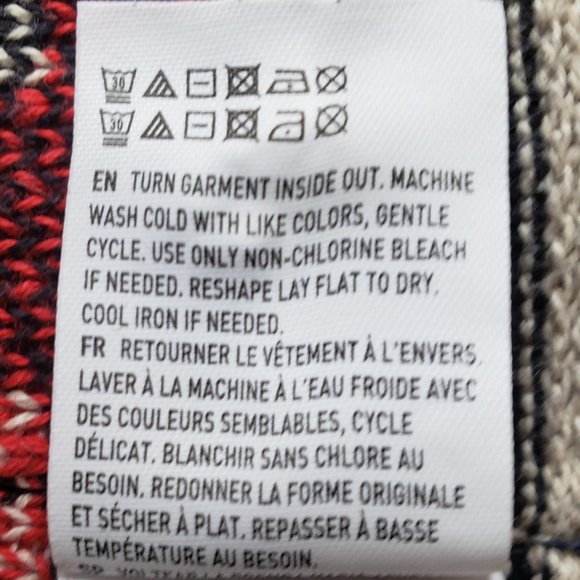 30
30
EN TURN GARMENT INSIDE OUT. MACHINE
WASH COLD WITH LIKE COLORS, GENTLE
CYCLE. USE ONLY NON-CHLORINE BLEACH
IF NEEDED. RESHAPE LAY FLAT TO DRY.
COOL IRON IF NEEDED.
FR RETOURNER LE VÊTEMENT À L'ENVERS.
LAVER À LA MACHINE À L'EAU FROIDE AVEC
DES COULEURS SEMBLABLES, CYCLE
DÉLICAT. BLANCHIR SANS CHLORE AU
BESOIN. REDONNER LA FORME ORIGINALE
ET SÉCHER À PLAT. REPASSER À BASSE
TEMPÉRATURE AU BESOIN.